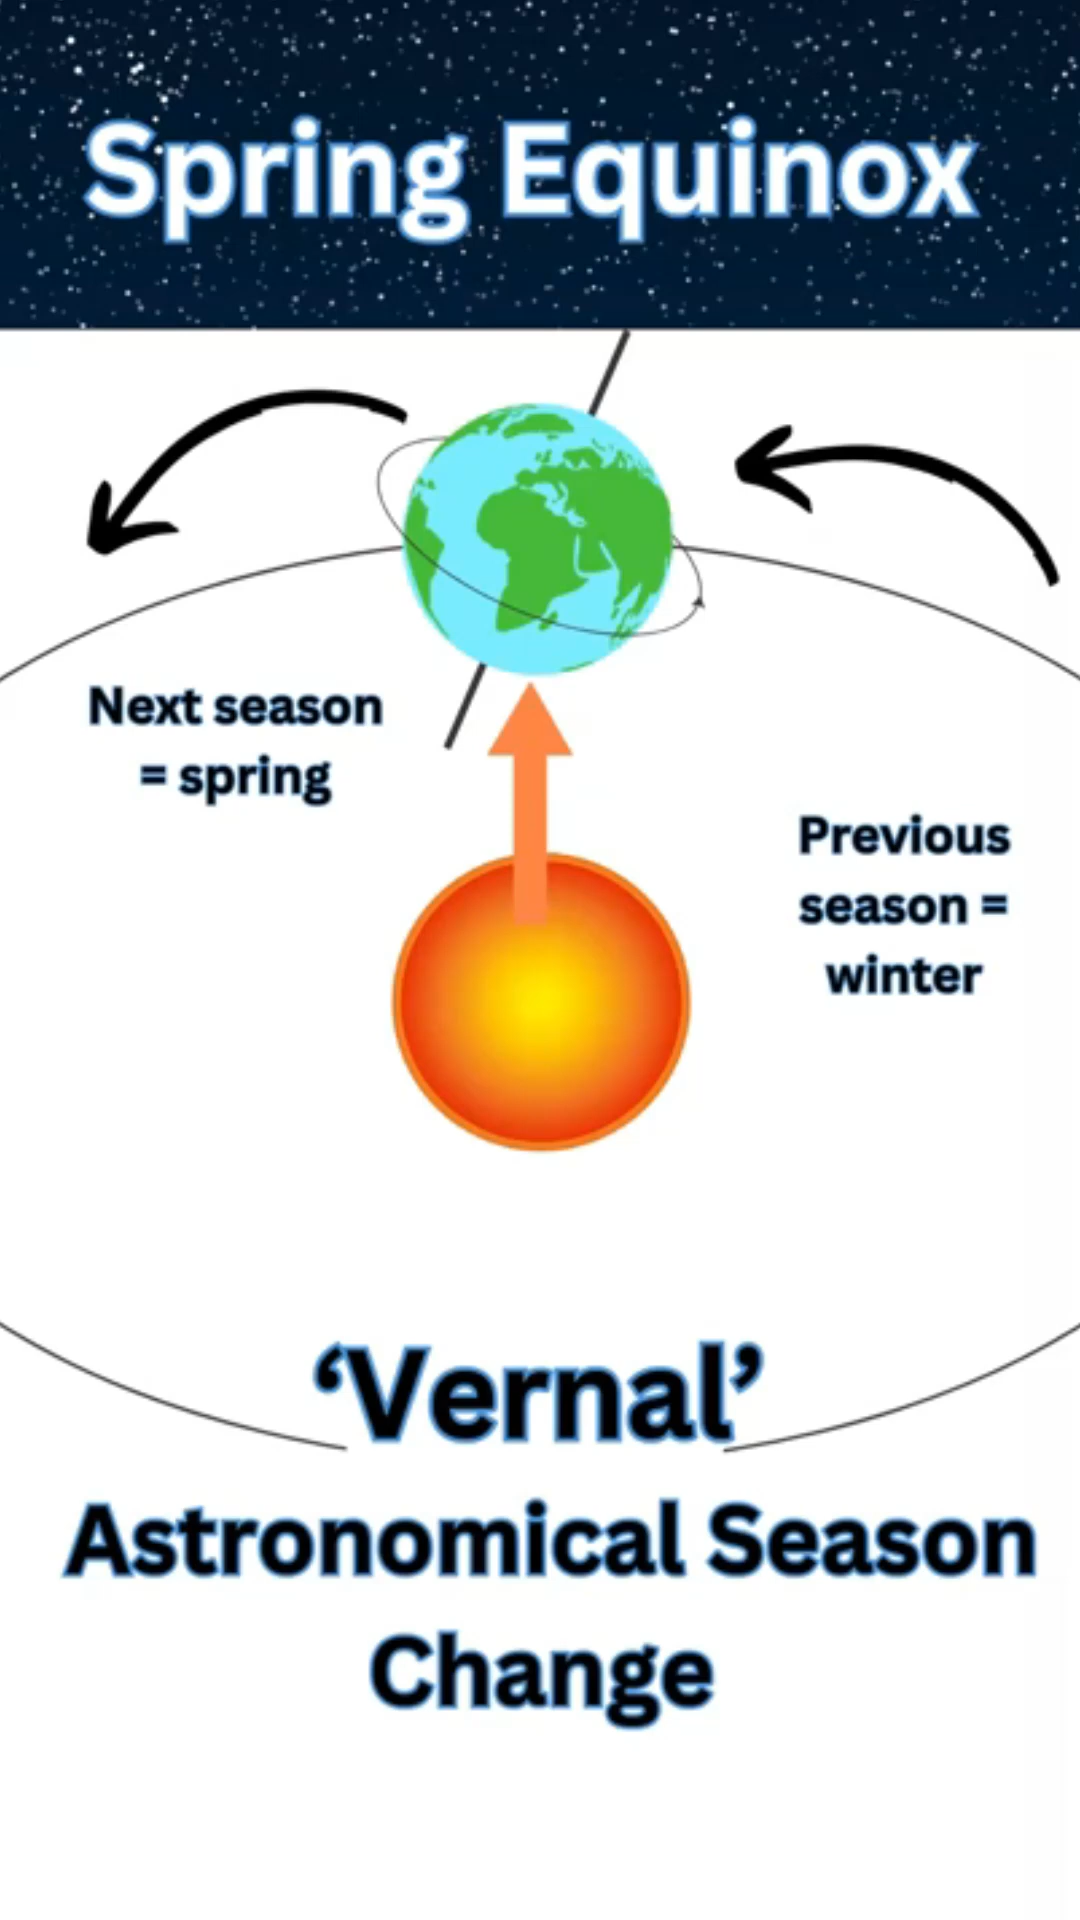 Spring Equinox
Next season
= spring
Previous
season =
winter
‘Vernal’
Astronomical Season
Change